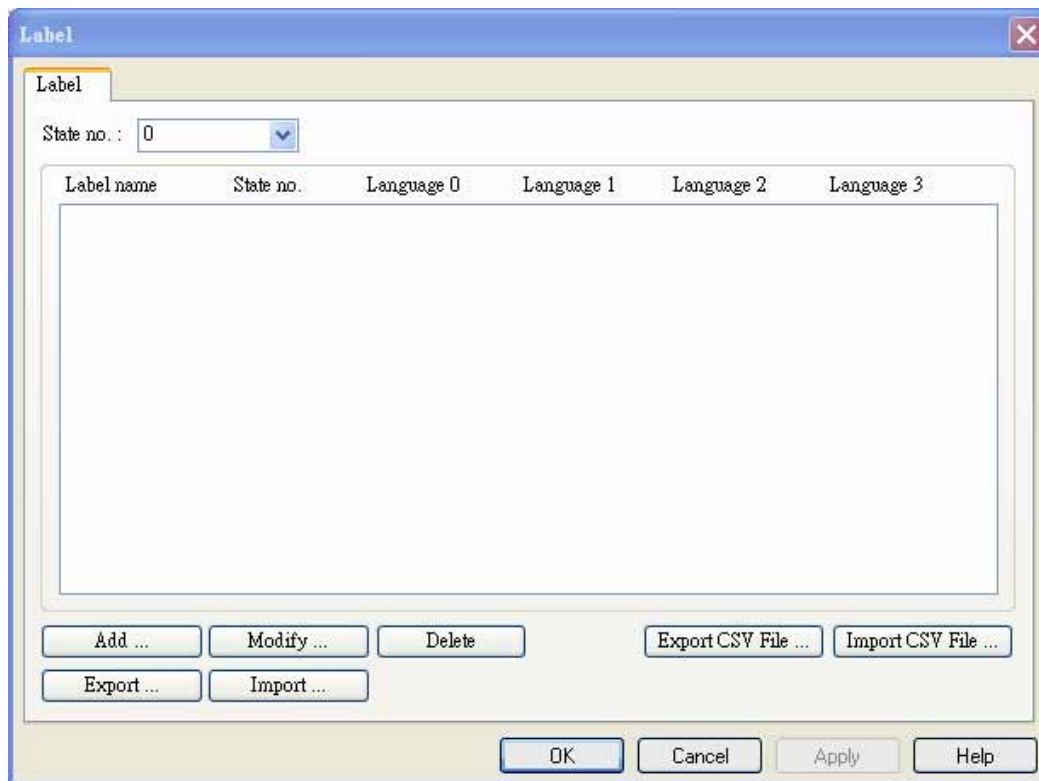 Label
Label
State no. : 0
Label name State no. Language 0 Language 1 Language 2 Language 3
Add ... Modify ... Delete Export CSV File ... Import CSV File ...
Export ... Import ...
OK Cancel Apply Help